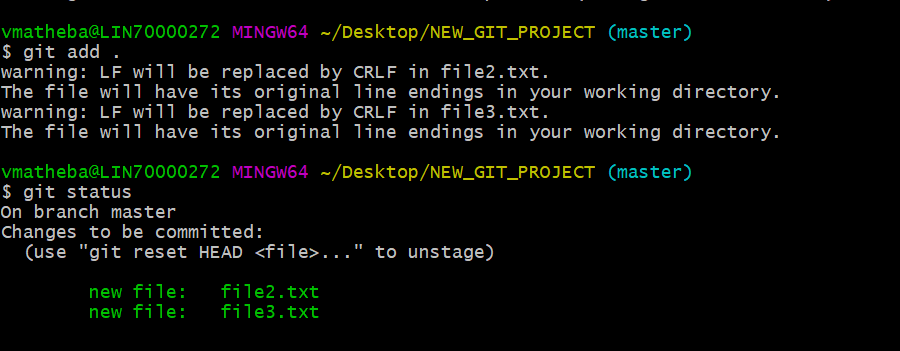 vmatheba@LIN70000272 MINGW64 ~/Desktop/NEW_GIT_PROJECT (master)
$ git add .
warning: LF will be replaced by CRLF in file2.txt.
The file will have its original line endings in your working directory.
warning: LF will be replaced by CRLF in file3.txt.
The file will have its original line endings in your working directory.
vmatheba@LIN70000272 MINGW64 ~/Desktop/NEW_GIT_PROJECT (master)
$ git status
On branch master
Changes to be committed:
  (use "git reset HEAD <file>..." to unstage)
        new file:   file2.txt
        new file:   file3.txt